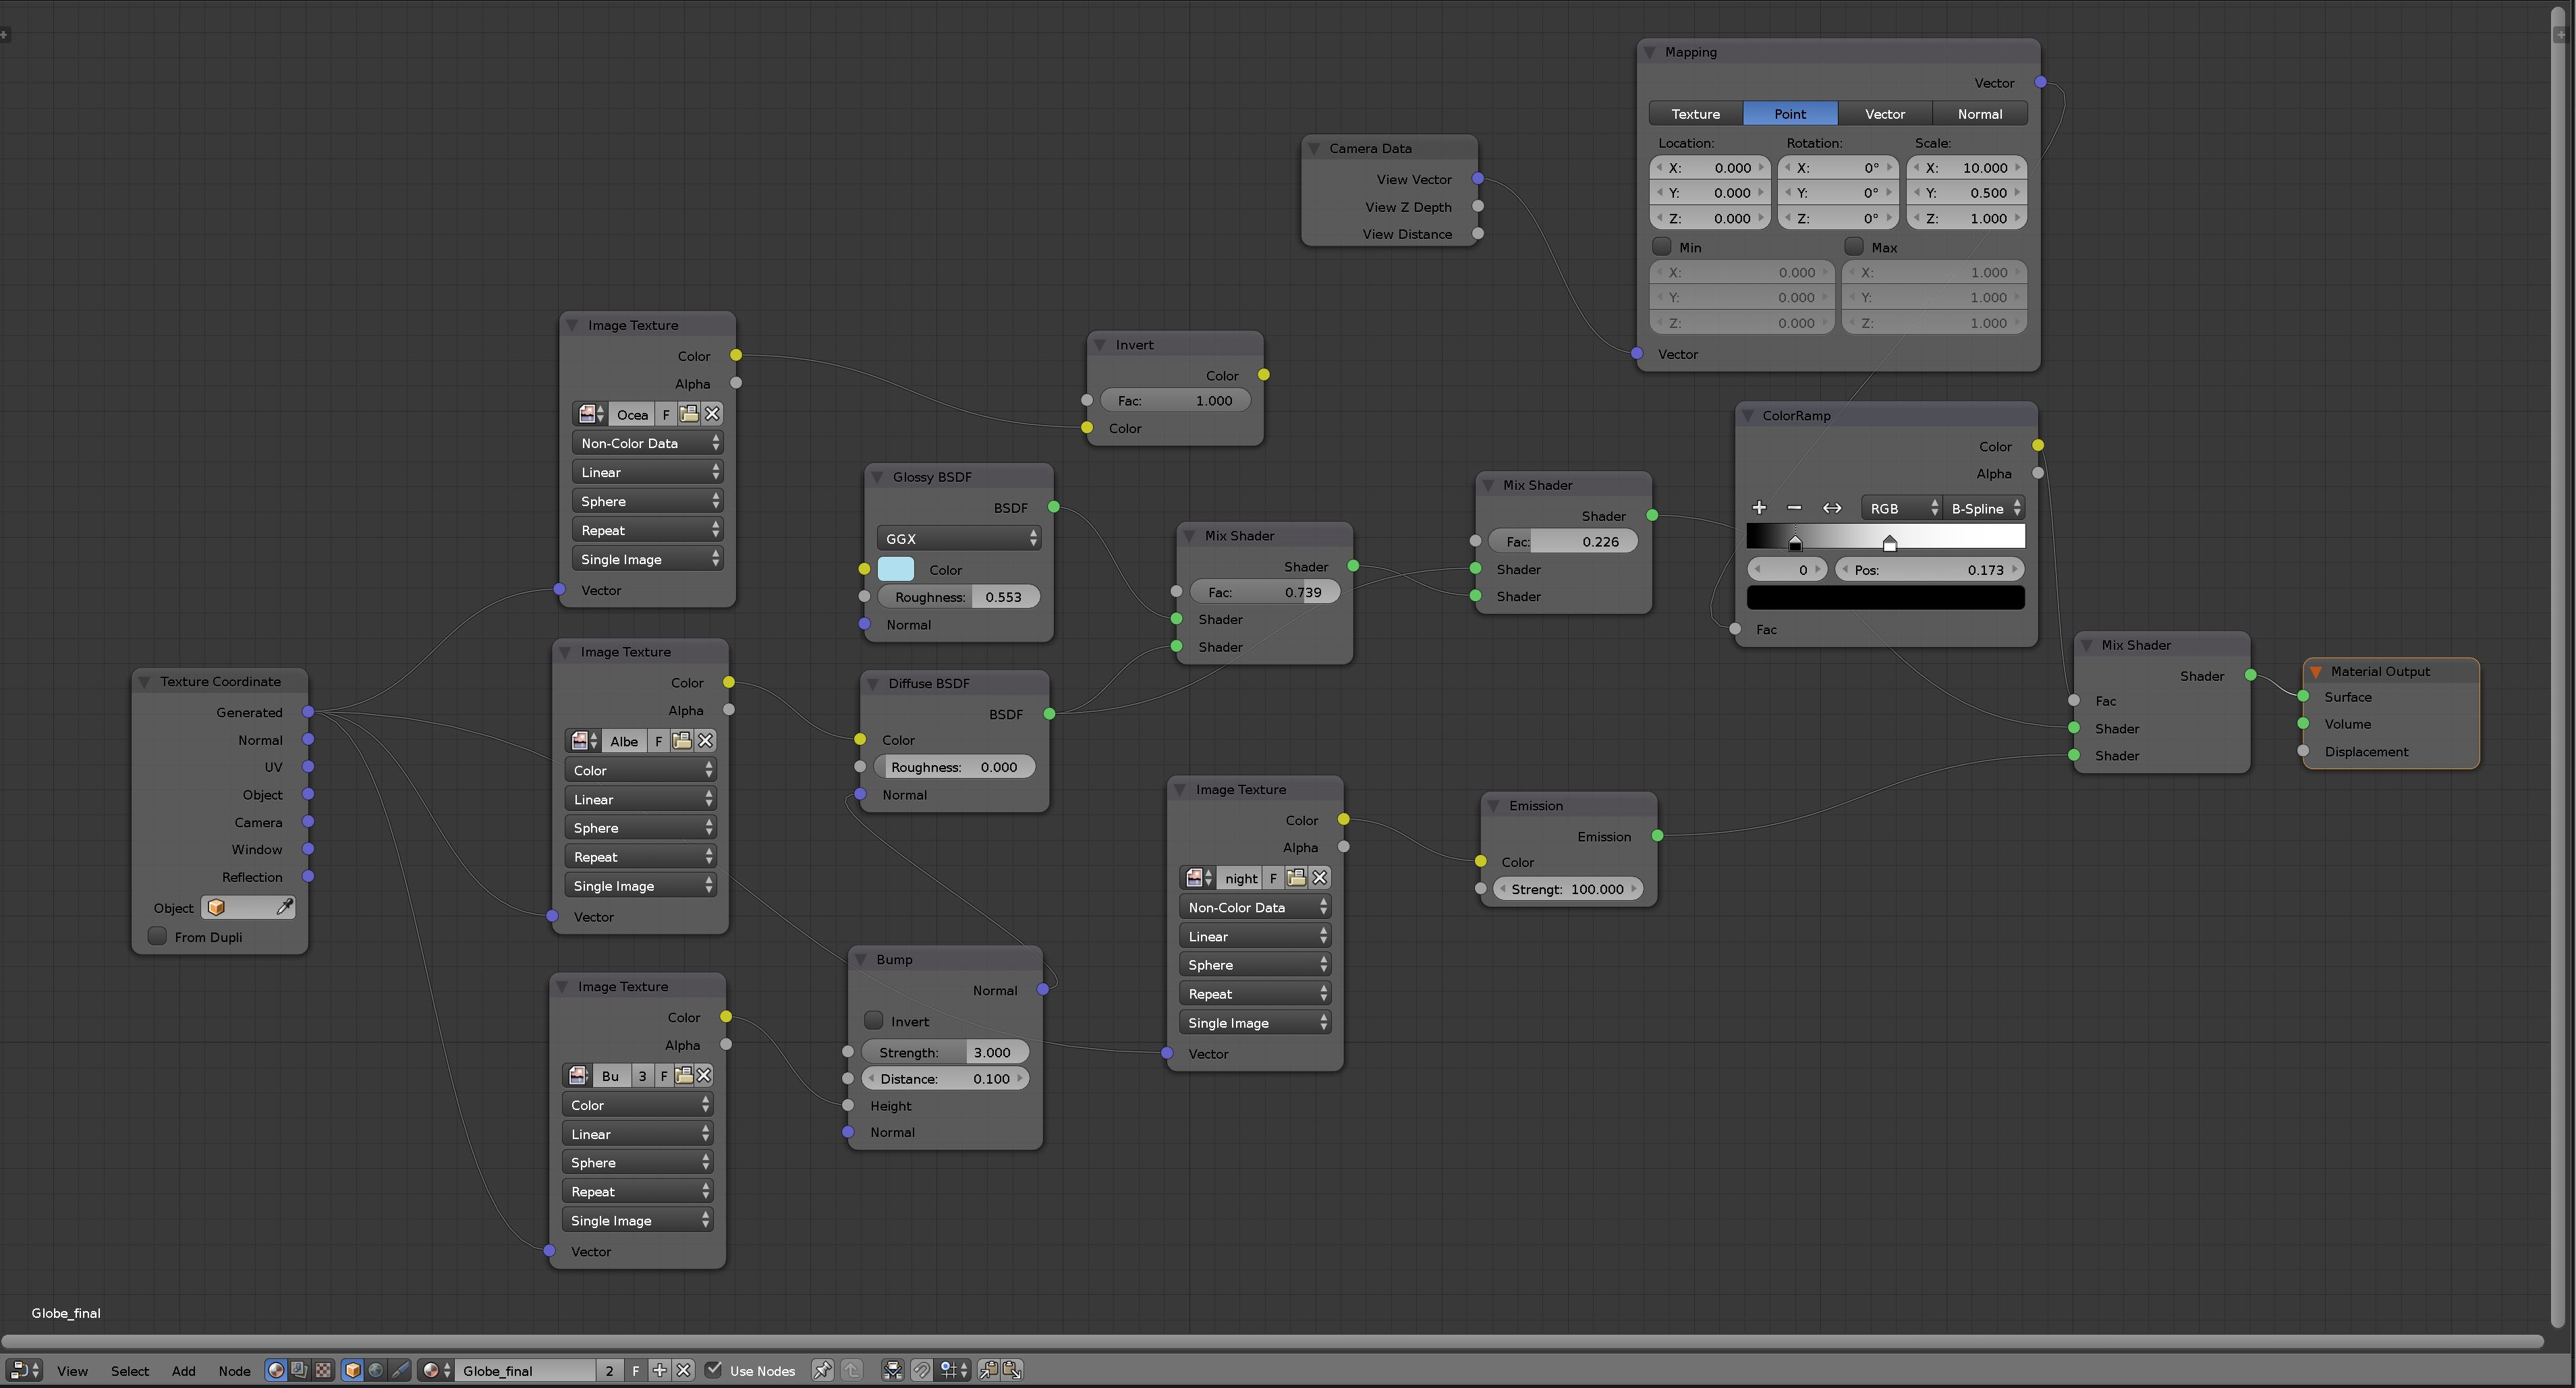 Mapping
Vector
Texture Point Vector Normal
Location: Rotation: Scale:
X: 0.000 X: 0° X: 10.000
Y: 0.000 Y: 0° Y: 0.500
Z: 0.000 Z: 0° Z: 1.000
Min Max
X: 0.000 X: 1.000
Y: 0.000 Y: 1.000
Z: 0.000 Z: 1.000
Vector
Camera Data
View Vector
View Z Depth
View Distance
Image Texture
Color
Alpha
Ocea F
Non-Color Data
Linear
Sphere
Repeat
Single Image
Vector
Invert
Color
Fac: 1.000
Color
Glossy BSDF
BSDF
GGX
Color
Roughness: 0.553
Normal
Mix Shader
Shader
Fac: 0.739
Shader
Shader
Mix Shader
Shader
Fac: 0.226
Shader
Shader
ColorRamp
Color
Alpha
RGB B-Spline
0 Pos: 0.173
Fac
Texture Coordinate
Generated
Normal
UV
Object
Camera
Window
Reflection
Object
From Dupli
Image Texture
Color
Alpha
Albe F
Color
Linear
Sphere
Repeat
Single Image
Vector
Diffuse BSDF
BSDF
Color
Roughness: 0.000
Normal
Image Texture
Color
Alpha
night F
Non-Color Data
Linear
Sphere
Repeat
Single Image
Vector
Emission
Emission
Color
Strengt: 100.000
Mix Shader
Shader
Fac
Shader
Shader
Material Output
Surface
Volume
Displacement
Image Texture
Color
Alpha
Bu 3 F
Color
Linear
Sphere
Repeat
Single Image
Vector
Bump
Normal
Invert
Strength: 3.000
Distance: 0.100
Height
Normal
Globe_final
View Select Add Node Globe_final 2 F Use Nodes